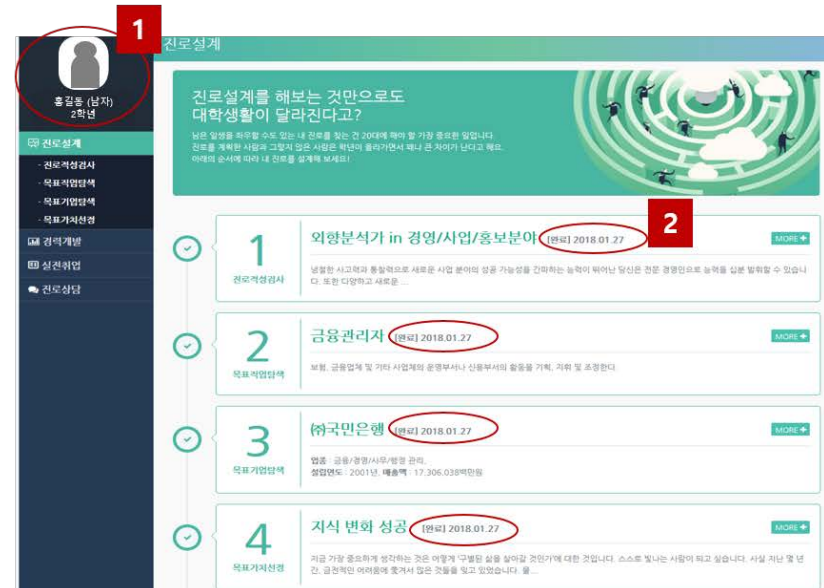 1
진로설계
홍길동 (남자)
2학년
진로설계
· 진로적성검사
· 목표직업탐색
· 목표기업탐색
· 목표가치선정
경력개발
실전취업
진로상담
진로설계를 해보는 것만으로도
대학생활이 달라진다고?
남은 일생을 좌우할 수도 있는 내 진로를 찾는 건 20대에 해야 할 가장 중요한 일입니다.
진로를 계획한 사람과 그렇지 않은 사람은 학년이 올라가면서 꽤나 큰 차이가 난다고 해요.
아래의 순서에 따라 내 진로를 설계해 보세요!
2
1
진로적성검사
외향분석가 in 경영/사업/홍보분야 [완료] 2018.01.27
MORE +
냉철한 사고력과 통찰력으로 새로운 사업 분야의 성공 가능성을 간파하는 능력이 뛰어난 당신은 전문 경영인으로 능력을 십분 발휘할 수 있습니
다. 또한 다양하고 새로운 ...
2
목표직업탐색
금융관리자 [완료] 2018.01.27
MORE +
보험, 금융업체 및 기타 사업체의 운영부서나 신용부서의 활동을 기획, 지휘 및 조정한다.
3
목표기업탐색
㈜국민은행 [완료] 2018.01.27
MORE +
업종 : 금융/경영/사무/행정 관리,
설립연도 : 2001년, 매출액 : 17,306,038백만원
4
목표가치선정
지식 변화 성공 [완료] 2018.01.27
MORE +
지금 가장 중요하게 생각하는 것은 어떻게 '구별된 삶을 살아갈 것인가'에 대한 것입니다. 스스로 빛나는 사람이 되고 싶습니다. 사실 지난 몇 년
간, 금전적인 어려움에 쫓겨서 많은 것들을 잊고 있었습니다. 물...